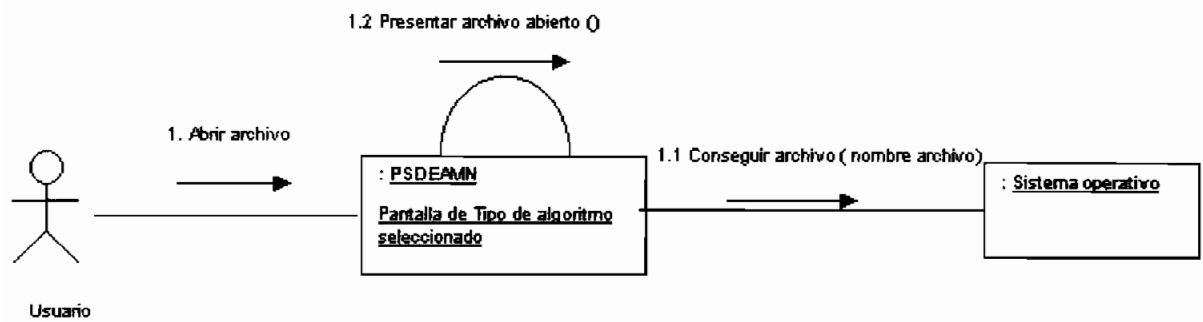 1.2 Presentar archivo abierto ()
1. Abrir archivo
1.1 Conseguir archivo ( nombre archivo)
: PSDEAMN
Pantalla de Tipo de algoritmo
seleccionado
: Sistema operativo
Usuario